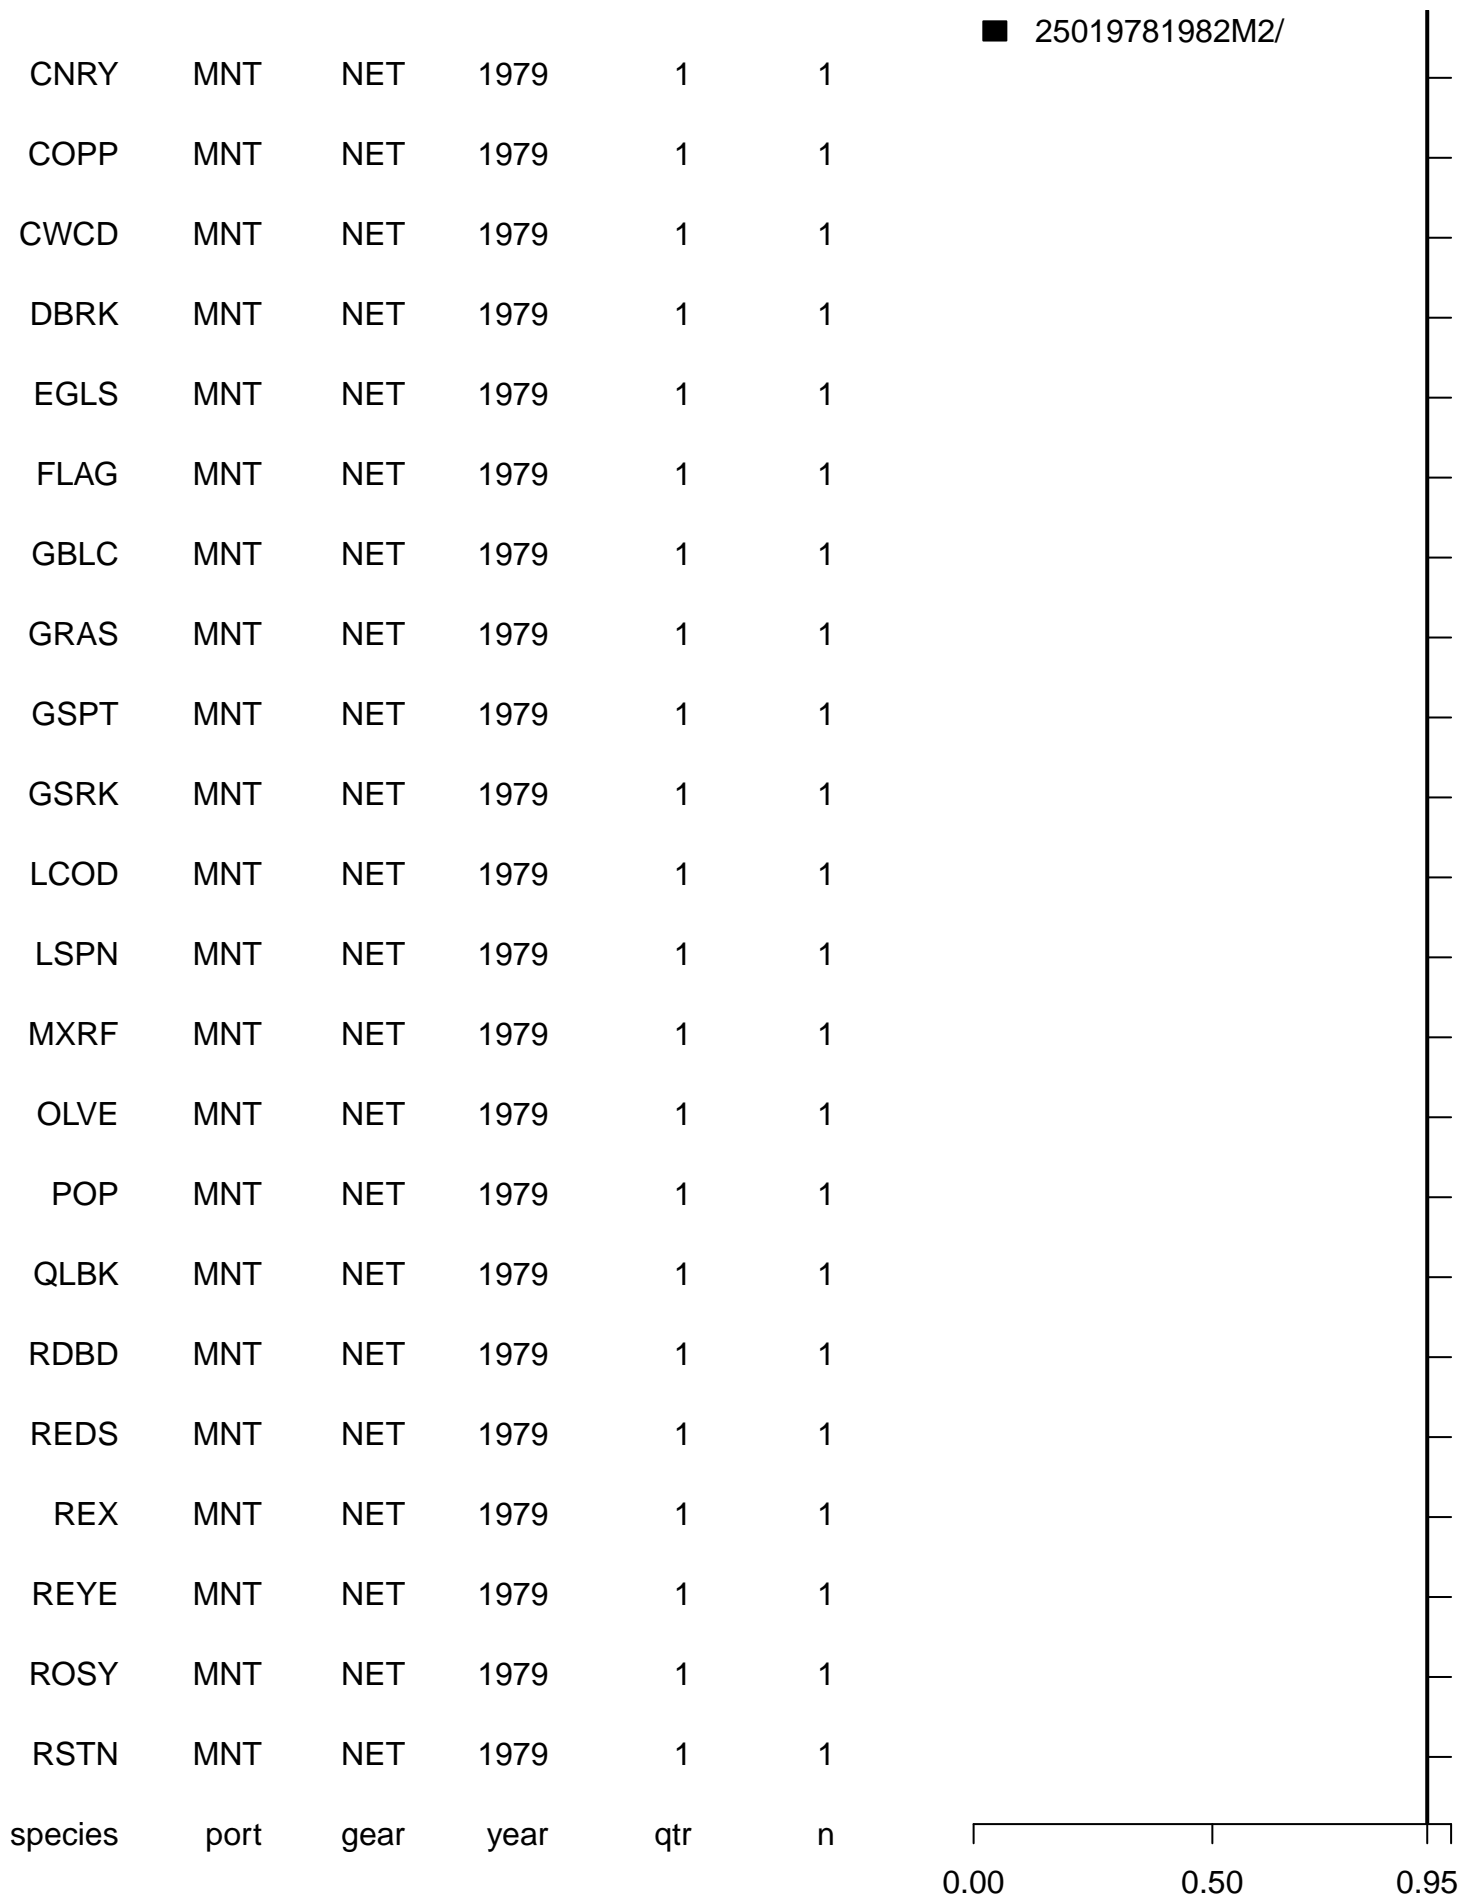 25019781982M2/
CNRY MNT NET 1979 1 1
COPP MNT NET 1979 1 1
CWCD MNT NET 1979 1 1
DBRK MNT NET 1979 1 1
EGLS MNT NET 1979 1 1
FLAG MNT NET 1979 1 1
GBLC MNT NET 1979 1 1
GRAS MNT NET 1979 1 1
GSPT MNT NET 1979 1 1
GSRK MNT NET 1979 1 1
LCOD MNT NET 1979 1 1
LSPN MNT NET 1979 1 1
MXRF MNT NET 1979 1 1
OLVE MNT NET 1979 1 1
POP MNT NET 1979 1 1
QLBK MNT NET 1979 1 1
RDBD MNT NET 1979 1 1
REDS MNT NET 1979 1 1
REX MNT NET 1979 1 1
REYE MNT NET 1979 1 1
ROSY MNT NET 1979 1 1
RSTN MNT NET 1979 1 1
species port gear year qtr n
0.00 0.50 0.95